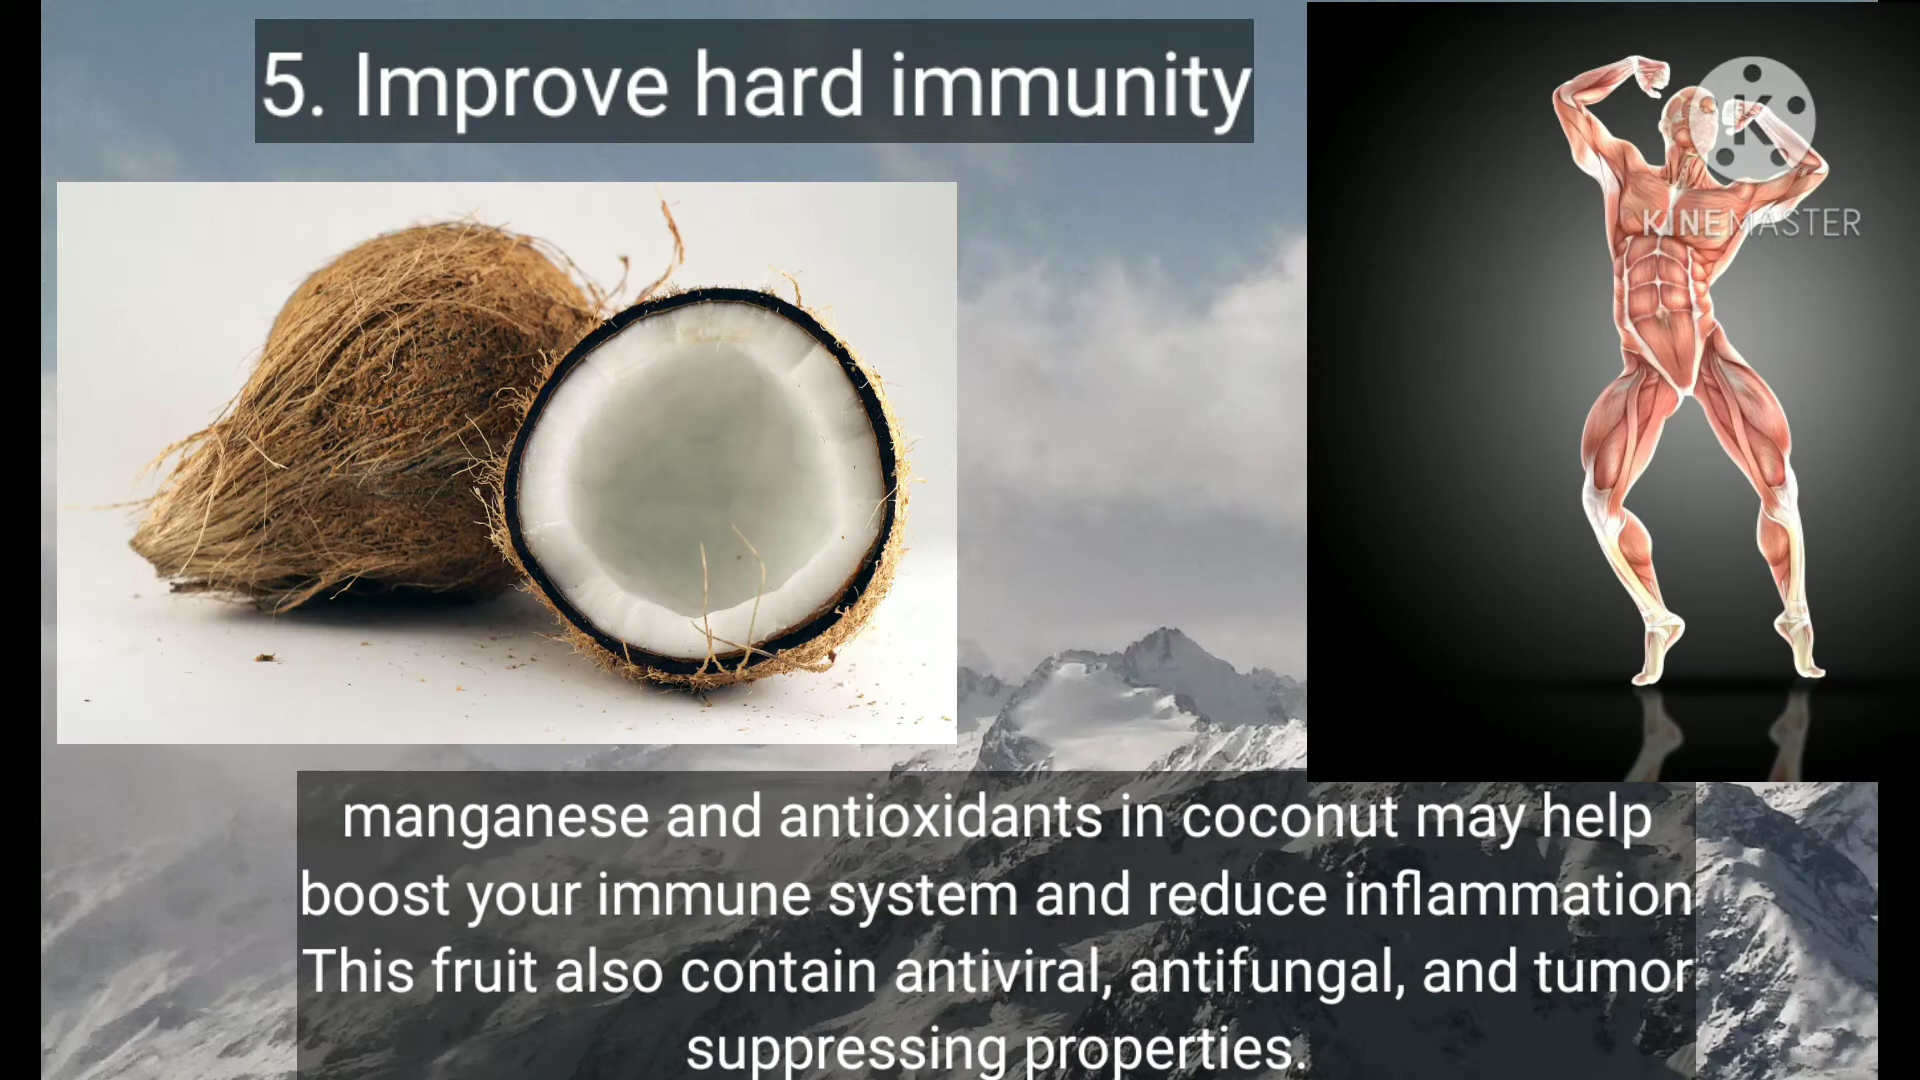 5. Improve hard immunity
K
KINEMASTER
manganese and antioxidants in coconut may help
boost your immune system and reduce inflammation
This fruit also contain antiviral, antifungal, and tumor
suppressing properties.